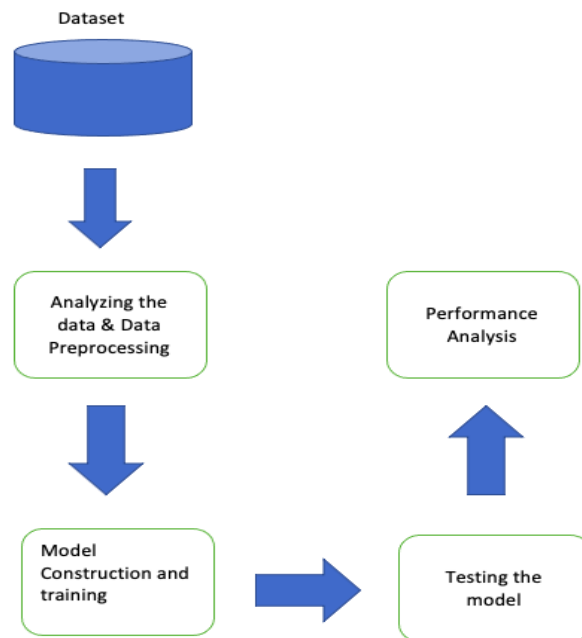 Dataset
Analyzing the
data & Data
Preprocessing
Model
Construction and
training
Testing the
model
Performance
Analysis